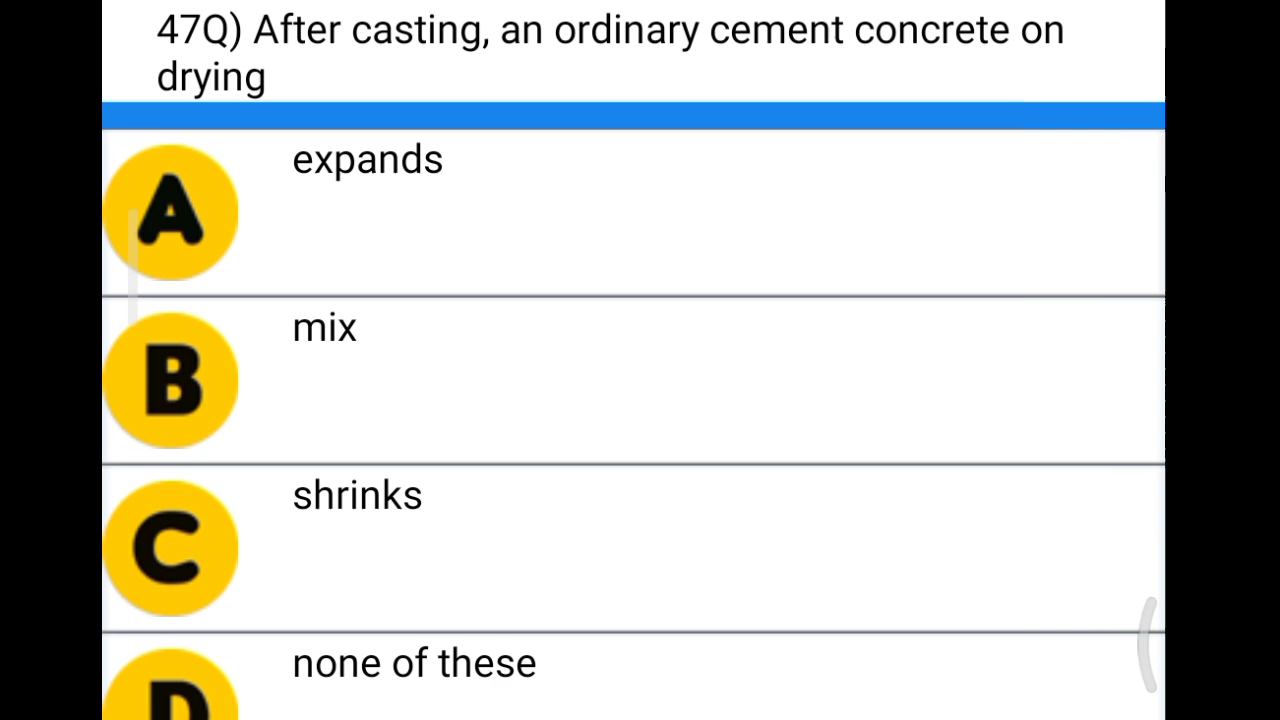 47Q) After casting, an ordinary cement concrete on
drying
A
expands
B
mix
C
shrinks
D
none of these